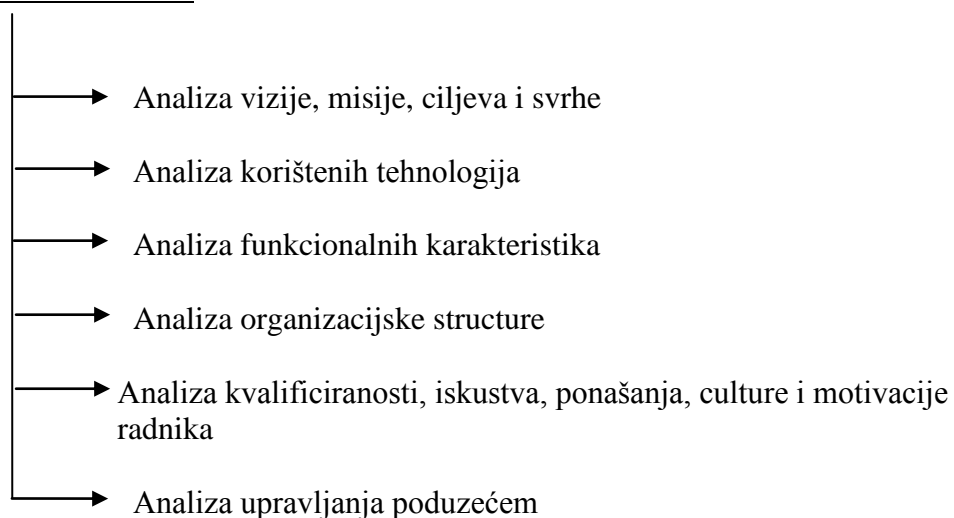 Analiza vizije, misije, ciljeva i svrhe
Analiza korištenih tehnologija
Analiza funkcionalnih karakteristika
Analiza organizacijske structure
Analiza kvalificiranosti, iskustva, ponašanja, culture i motivacije
radnika
Analiza upravljanja poduzećem